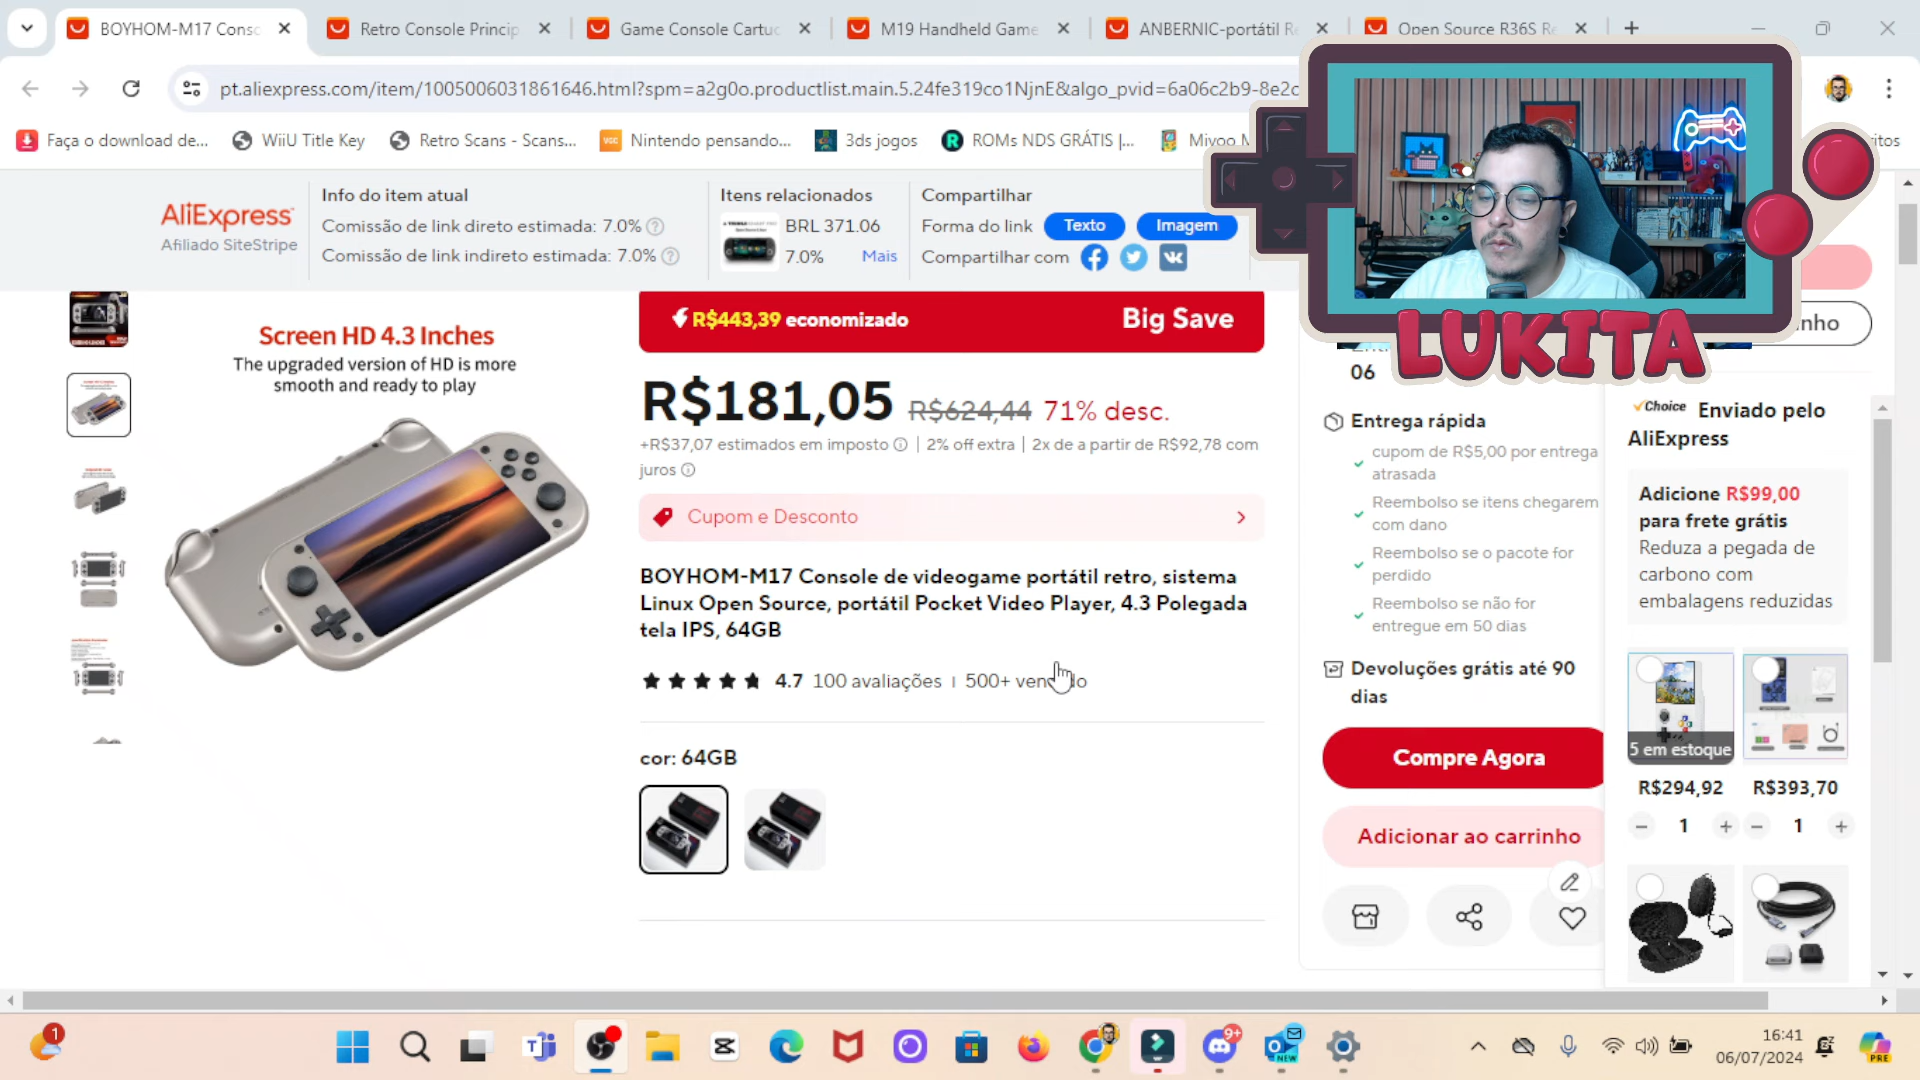 BOYHOM-M17 Consc
Retro Console Princip
Game Console Cartuc
M19 Handheld Game
ANBERNIC-portátil Re
Open Source R36S Re
pt.aliexpress.com/item/1005006031861646.html?spm=a2g0o.productlist.main.5.24fe319co1NjnE&algo_pvid=6a06c2b9-8e2c
Faça o download de...
WiiU Title Key
Retro Scans - Scans...
VGC
Nintendo pensando...
3ds jogos
ROMs NDS GRÁTIS |...
Miyoo M
itos
AliExpress
Afiliado SiteStripe
Info do item atual
Comissão de link direto estimada: 7.0%
Comissão de link indireto estimada: 7.0%
Itens relacionados
BRL 371.06
7.0%
Mais
Compartilhar
Forma do link
Texto
Imagem
Compartilhar com
LUKITA
nho
Screen HD 4.3 Inches
The upgraded version of HD is more
smooth and ready to play
R$443,39 economizado
Big Save
R$181,05 R$624,44 71% desc.
+R$37,07 estimados em imposto | 2% off extra | 2x de a partir de R$92,78 com
juros
Cupom e Desconto
BOYHOM-M17 Console de videogame portátil retro, sistema
Linux Open Source, portátil Pocket Video Player, 4.3 Polegada
tela IPS, 64GB
4.7 100 avaliações | 500+ vendido
cor: 64GB
06
Entrega rápida
cupom de R$5,00 por entrega
atrasada
Reembolso se itens chegarem
com dano
Reembolso se o pacote for
perdido
Reembolso se não for
entregue em 50 dias
Devoluções grátis até 90
dias
Compre Agora
Adicionar ao carrinho
Choice Enviado pelo
AliExpress
Adicione R$99,00
para frete grátis
Reduza a pegada de
carbono com
embalagens reduzidas
5 em estoque
R$294,92
R$393,70
1
1
1
9+
NEW
16:41
06/07/2024
PRE